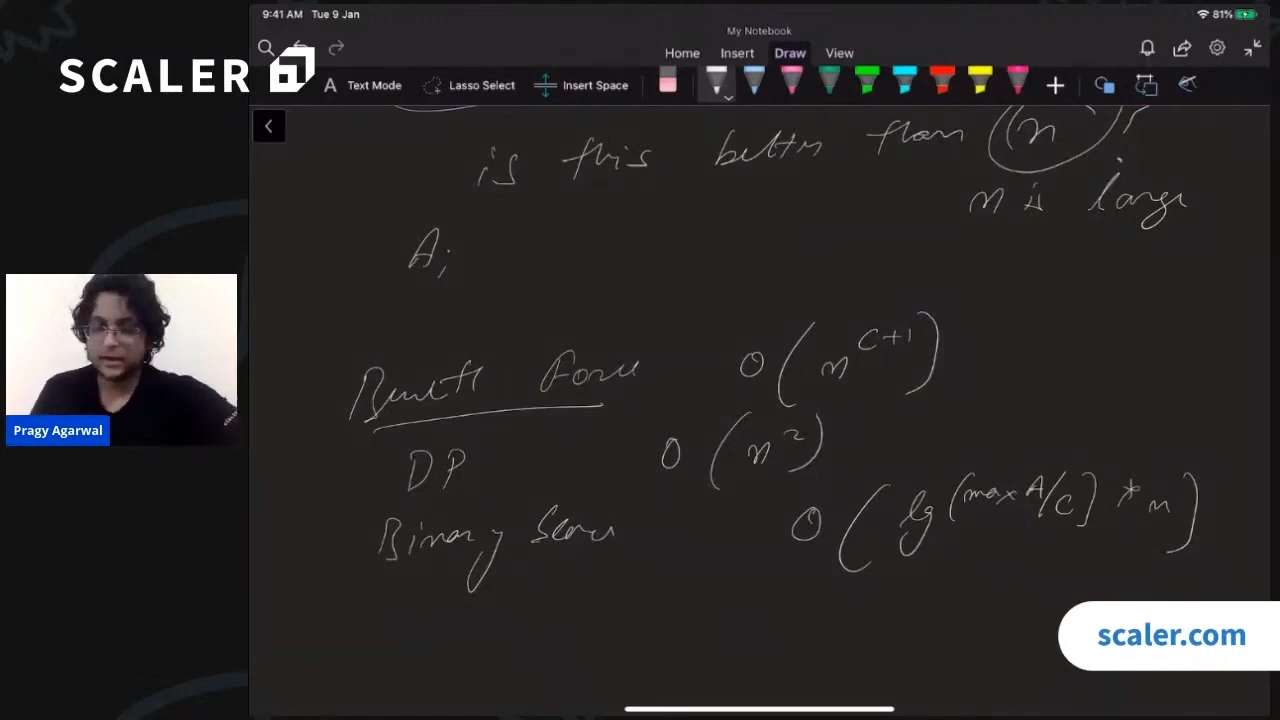 9:41 AM Tue 9 Jan
81%
My Notebook
SCALER
Home Insert Draw View
Text Mode Lasso Select Insert Space
is this better than (n
n is large
A;
Brute Force O(n^{C+1})
DP O(n^2)
Binary Sear O(lg(max A/C] * n)
Pragy Agarwal
scaler.com